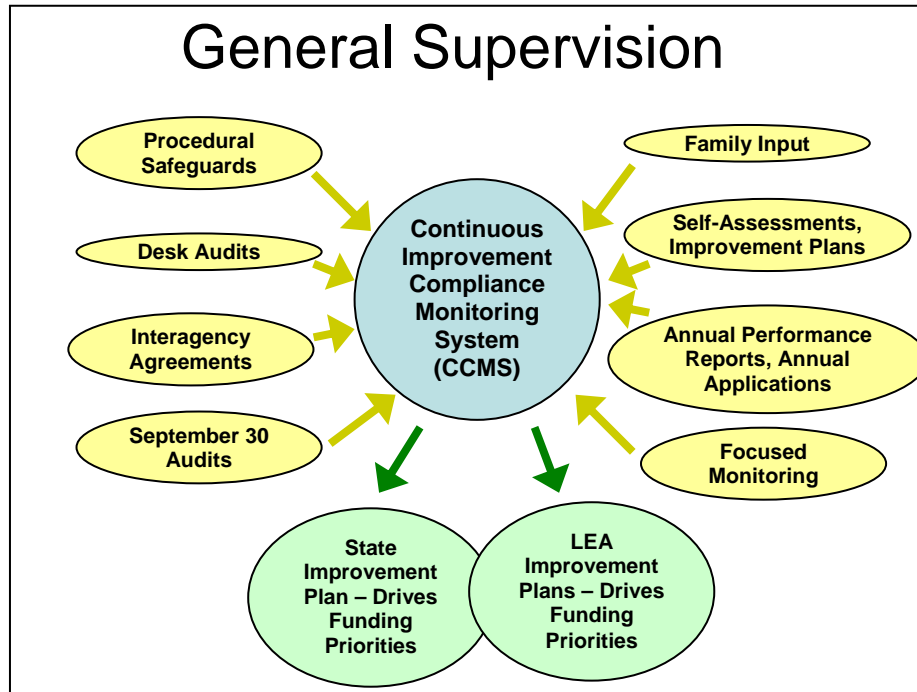 General Supervision
Procedural
Safeguards
Desk Audits
Interagency
Agreements
September 30
Audits
Continuous
Improvement
Compliance
Monitoring
System
(CCMS)
Family Input
Self-Assessments,
Improvement Plans
Annual Performance
Reports, Annual
Applications
Focused
Monitoring
State
Improvement
Plan – Drives
Funding
Priorities
LEA
Improvement
Plans – Drives
Funding
Priorities